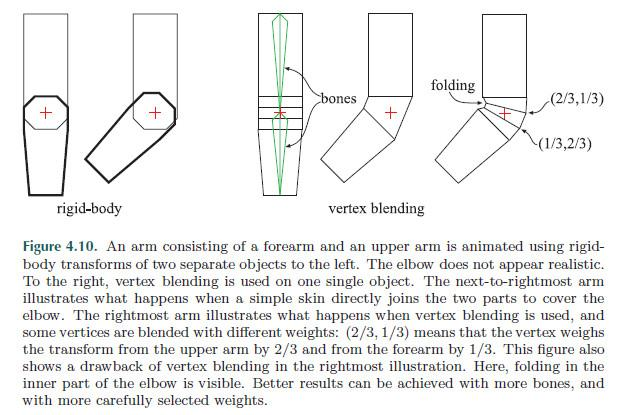 folding
bones
(2/3,1/3)
(1/3,2/3)
rigid-body
vertex blending
Figure 4.10. An arm consisting of a forearm and an upper arm is animated using rigid-
body transforms of two separate objects to the left. The elbow does not appear realistic.
To the right, vertex blending is used on one single object. The next-to-rightmost arm
illustrates what happens when a simple skin directly joins the two parts to cover the
elbow. The rightmost arm illustrates what happens when vertex blending is used, and
some vertices are blended with different weights: (2/3, 1/3) means that the vertex weighs
the transform from the upper arm by 2/3 and from the forearm by 1/3. This figure also
shows a drawback of vertex blending in the rightmost illustration. Here, folding in the
inner part of the elbow is visible. Better results can be achieved with more bones, and
with more carefully selected weights.